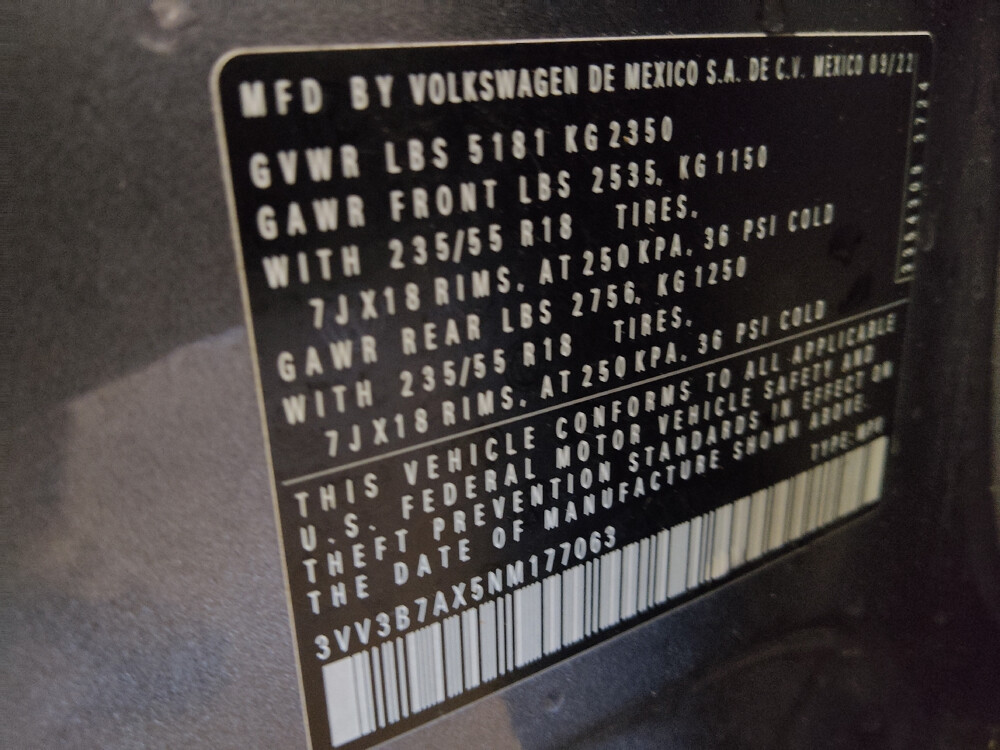 MFD BY VOLKSWAGEN DE MEXICO S.A. DE C.V. MEXICO 09/22
GVWR LBS 5181 KG 2350
GAWR FRONT LBS 2535, KG 1150
WITH 235/55 R18 TIRES,
7J X18 RIMS, AT 250 KPA, 36 PSI COLD
GAWR REAR LBS 2756, KG 1250
WITH 235/55 R18 TIRES,
7J X18 RIMS, AT 250 KPA, 36 PSI COLD
THIS VEHICLE CONFORMS TO ALL APPLICABLE
U.S. FEDERAL MOTOR VEHICLE SAFETY AND
THEFT PREVENTION STANDARDS IN EFFECT ON
THE DATE OF MANUFACTURE SHOWN ABOVE.
TYPE:MPV
3VV3B7AX5NM177063